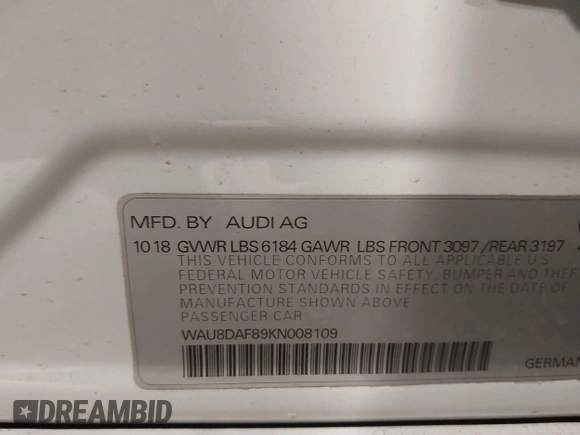 MFD. BY AUDI AG
10 18 GVWR LBS 6184 GAWR LBS FRONT 3097 / REAR 3197
THIS VEHICLE CONFORMS TO ALL APPLICABLE U S
FEDERAL MOTOR VEHICLE SAFETY, BUMPER AND THEF
PREVENTION STANDARDS IN EFFECT ON THE DATE OF
MANUFACTURE SHOWN ABOVE
PASSENGER CAR
WAU8DAF89KN008109
GERMAN
DREAMBID